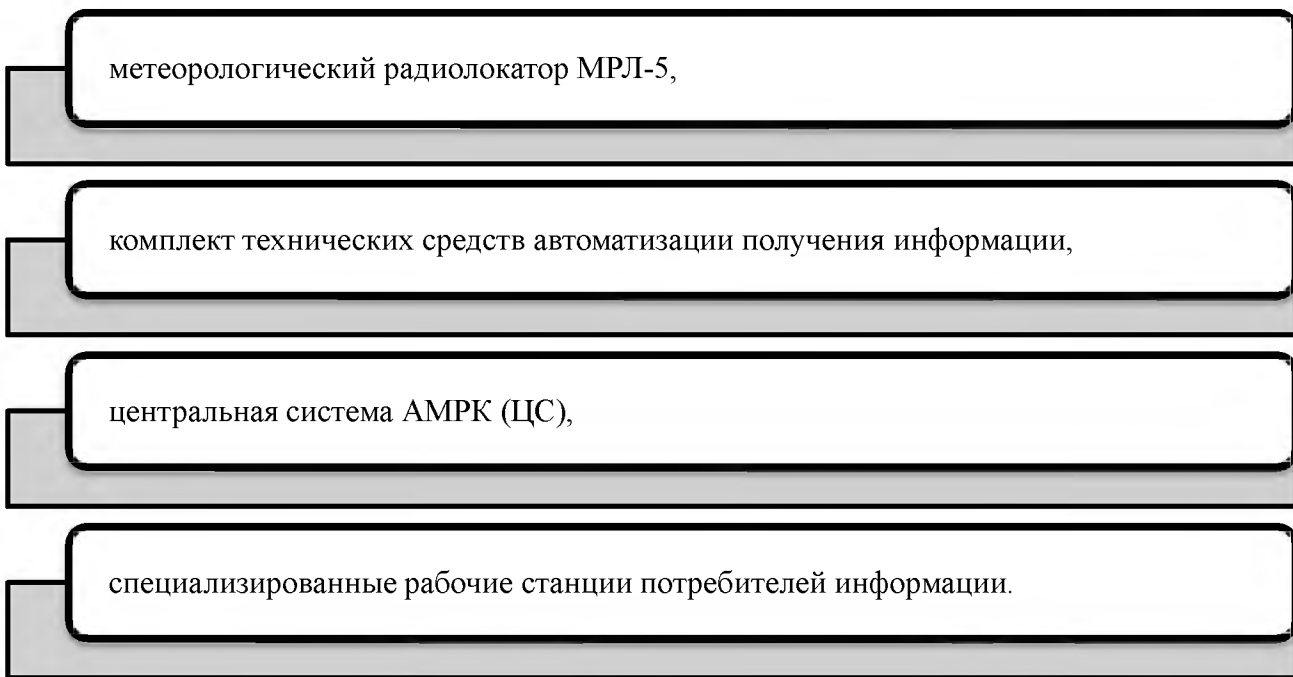 метеорологический радиолокатор МРЛ-5,
комплект технических средств автоматизации получения информации,
центральная система АМРК (ЦС),
специализированные рабочие станции потребителей информации.